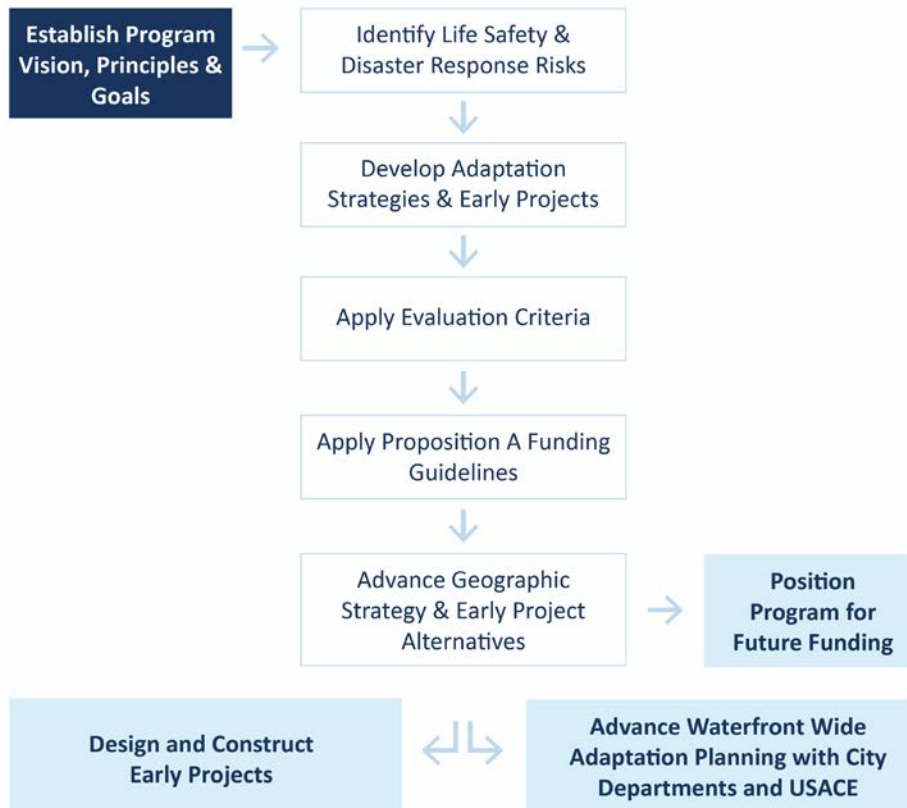 Establish Program
Vision, Principles &
Goals
Identify Life Safety &
Disaster Response Risks
Develop Adaptation
Strategies & Early Projects
Apply Evaluation Criteria
Apply Proposition A Funding
Guidelines
Advance Geographic
Strategy & Early Project
Alternatives
Position
Program for
Future Funding
Design and Construct
Early Projects
Advance Waterfront Wide
Adaptation Planning with City
Departments and USACE